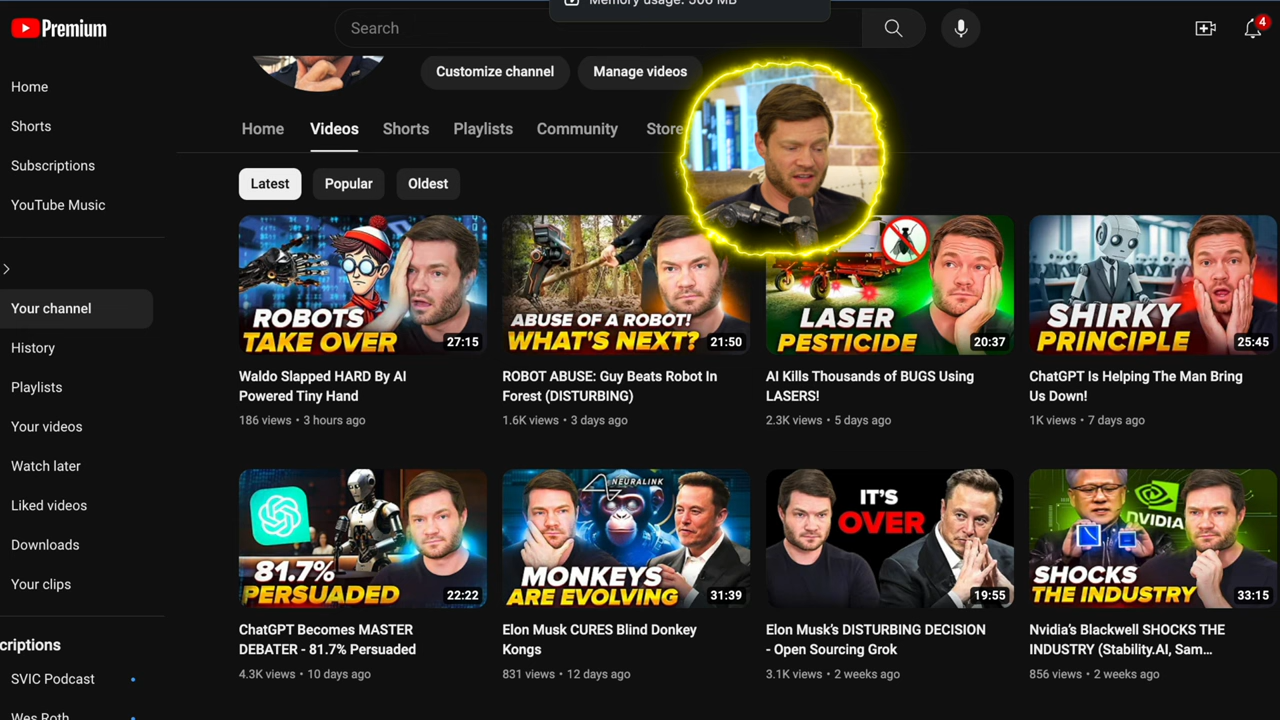 Memory usage: 506 MB
Premium
Search
4
Home
Shorts
Subscriptions
YouTube Music
Your channel
History
Playlists
Your videos
Watch later
Liked videos
Downloads
Your clips
criptions
SVIC Podcast
Wes Roth
Customize channel
Manage videos
Home
Videos
Shorts
Playlists
Community
Store
Latest
Popular
Oldest
ROBOTS
TAKE OVER
27:15
Waldo Slapped HARD By AI
Powered Tiny Hand
186 views • 3 hours ago
ABUSE OF A ROBOT!
WHAT'S NEXT?
21:50
ROBOT ABUSE: Guy Beats Robot In
Forest (DISTURBING)
1.6K views • 3 days ago
LASER
PESTICIDE
20:37
AI Kills Thousands of BUGS Using
LASERS!
2.3K views • 5 days ago
SHIRKY
PRINCIPLE
25:45
ChatGPT Is Helping The Man Bring
Us Down!
1K views • 7 days ago
81.7%
PERSUADED
22:22
ChatGPT Becomes MASTER
DEBATER - 81.7% Persuaded
4.3K views • 10 days ago
NEURALINK
MONKEYS
ARE EVOLVING
31:39
Elon Musk CURES Blind Donkey
Kongs
831 views • 12 days ago
IT'S
OVER
19:55
Elon Musk's DISTURBING DECISION
- Open Sourcing Grok
3.1K views • 2 weeks ago
NVIDIA
SHOCKS
THE INDUSTRY
33:15
Nvidia's Blackwell SHOCKS THE
INDUSTRY (Stability.AI, Sam...
856 views • 2 weeks ago